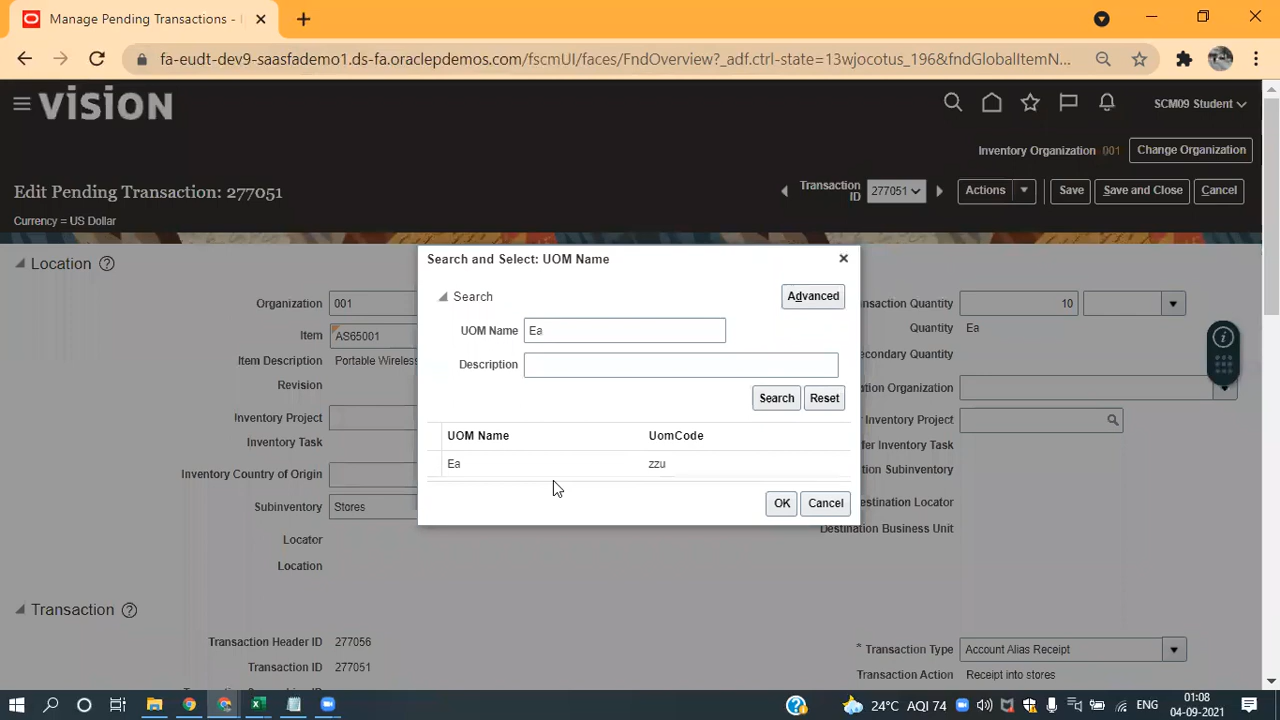 Manage Pending Transactions -
fa-eudt-dev9-saasfademo1.ds-fa.oraclepdemos.com/fscmUI/faces/FndOverview?_adf.ctrl-state=13wjocotus_196&fndGlobalItemN...
VISION
SCM09 Student
Inventory Organization 001 Change Organization
Edit Pending Transaction: 277051
Transaction ID 277051 Actions Save Save and Close Cancel
Currency = US Dollar
Search and Select: UOM Name
Search Advanced
UOM Name Ea
Description
Search Reset
UOM Name UomCode
Ea zzu
OK Cancel
Location
Organization 001
Item AS65001
Item Description Portable Wireless
Revision
Inventory Project
Inventory Task
Inventory Country of Origin
Subinventory Stores
Locator
Location
ansaction Quantity 10
Quantity Ea
condary Quantity
ation Organization
r Inventory Project
fer Inventory Task
ion Subinventory
estination Locator
Destination Business Unit
Transaction
Transaction Header ID 277056
Transaction ID 277051
* Transaction Type Account Alias Receipt
Transaction Action Receipt into stores
24°C AQI 74
ENG
01:08
04-09-2021